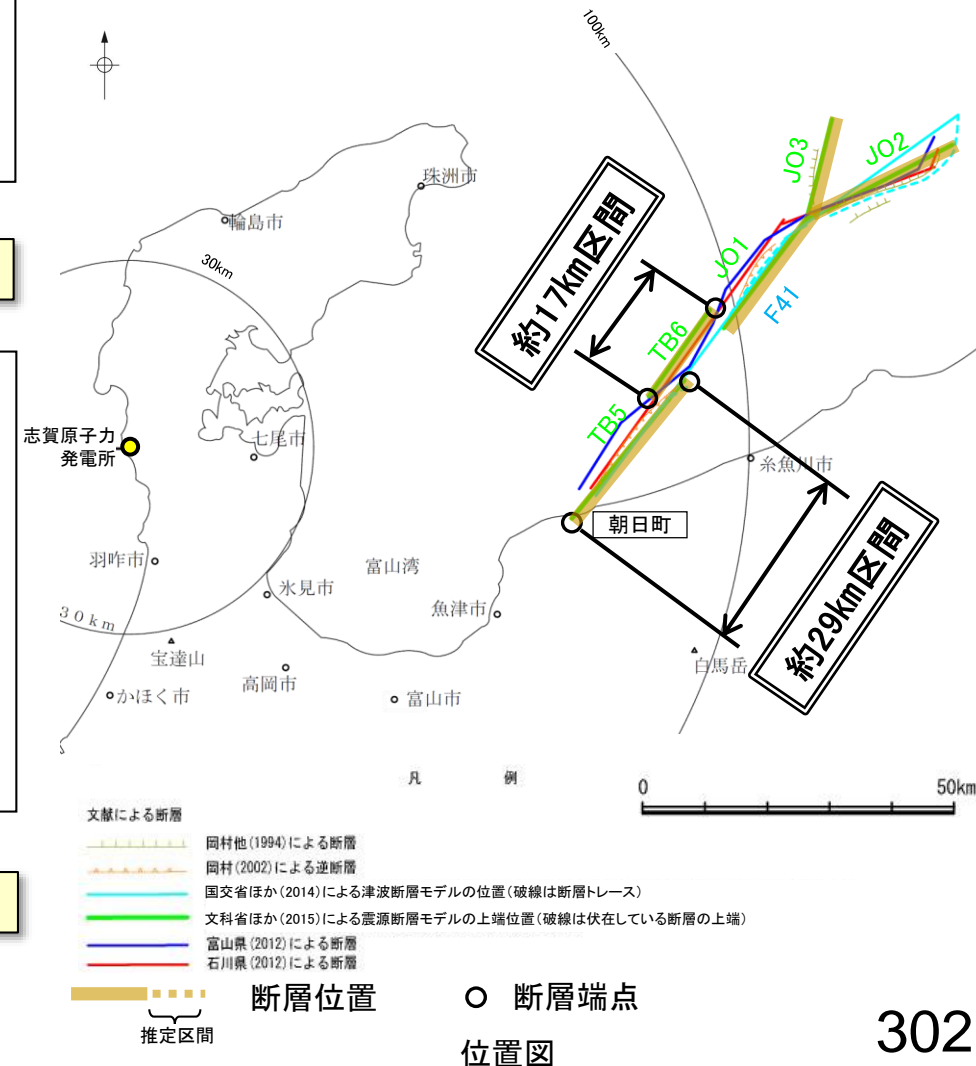 100km
珠洲市
輪島市
30km
JO3
JO2
約17km区間
JO1
F41
TB6
TB5
志賀原子力
発電所
七尾市
糸魚川市
朝日町
羽咋市
富山湾
氷見市
魚津市
約29km区間
30km
宝達山
白馬岳
高岡市
かほく市
富山市
凡 例
0 50km
文献による断層
岡村他(1994)による断層
岡村(2002)による逆断層
国交省ほか(2014)による津波断層モデルの位置(破線は断層トレース)
文科省ほか(2015)による震源断層モデルの上端位置(破線は伏在している断層の上端)
富山県(2012)による断層
石川県(2012)による断層
断層位置 断層端点
推定区間
位置図
302